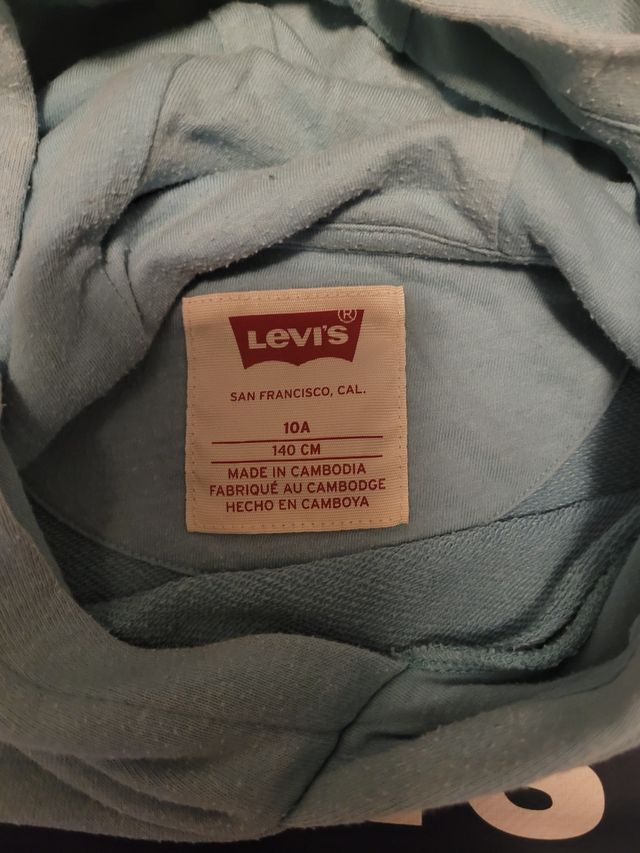 LEVI'S ®
SAN FRANCISCO, CAL.
10A
140 CM
MADE IN CAMBODIA
FABRIQUÉ AU CAMBODGE
HECHO EN CAMBOYA